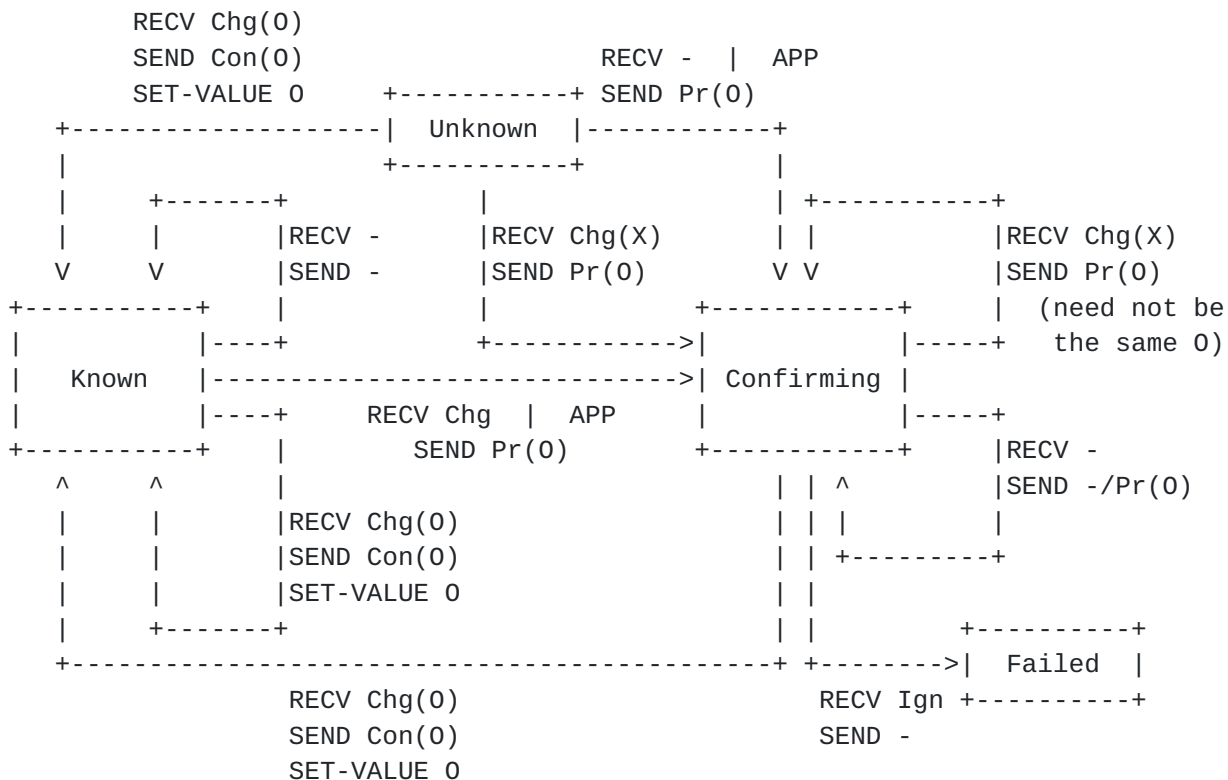 RECV Chg(O)
SEND Con(O) RECV - | APP
SET-VALUE O SEND Pr(O)
Unknown
RECV - RECV Chg(X) RECV Chg(X)
SEND - SEND Pr(O) SEND Pr(O)
(need not be
the same O)
Known Confirming
RECV Chg | APP
SEND Pr(O) RECV -
SEND -/Pr(O)
RECV Chg(O)
SEND Con(O)
SET-VALUE O
Failed
RECV Chg(O) RECV Ign
SEND Con(O) SEND -
SET-VALUE O